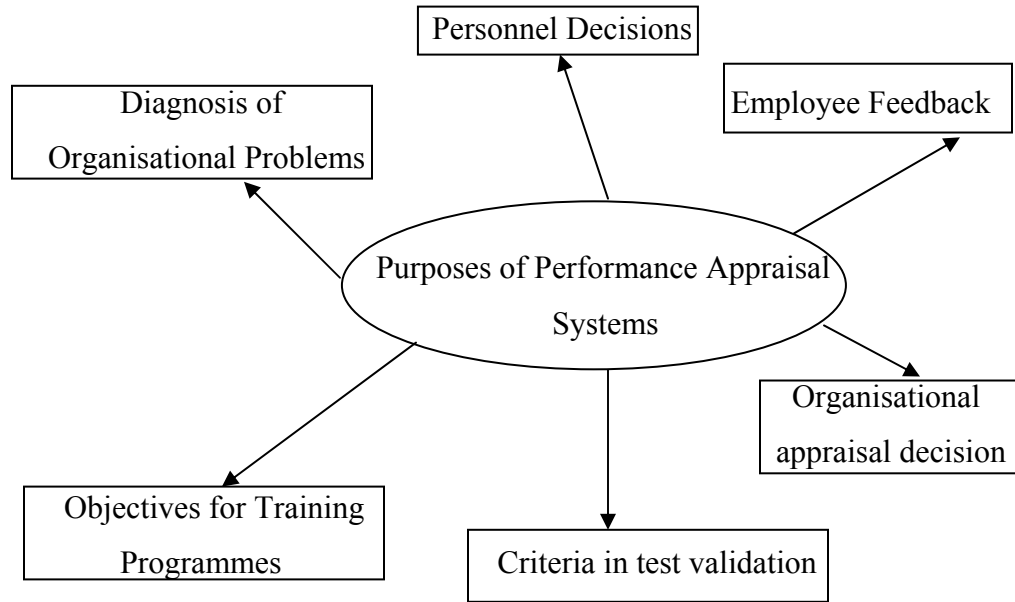 Personnel Decisions
Employee Feedback
Diagnosis of
Organisational Problems
Purposes of Performance Appraisal
Systems
Organisational
appraisal decision
Objectives for Training
Programmes
Criteria in test validation